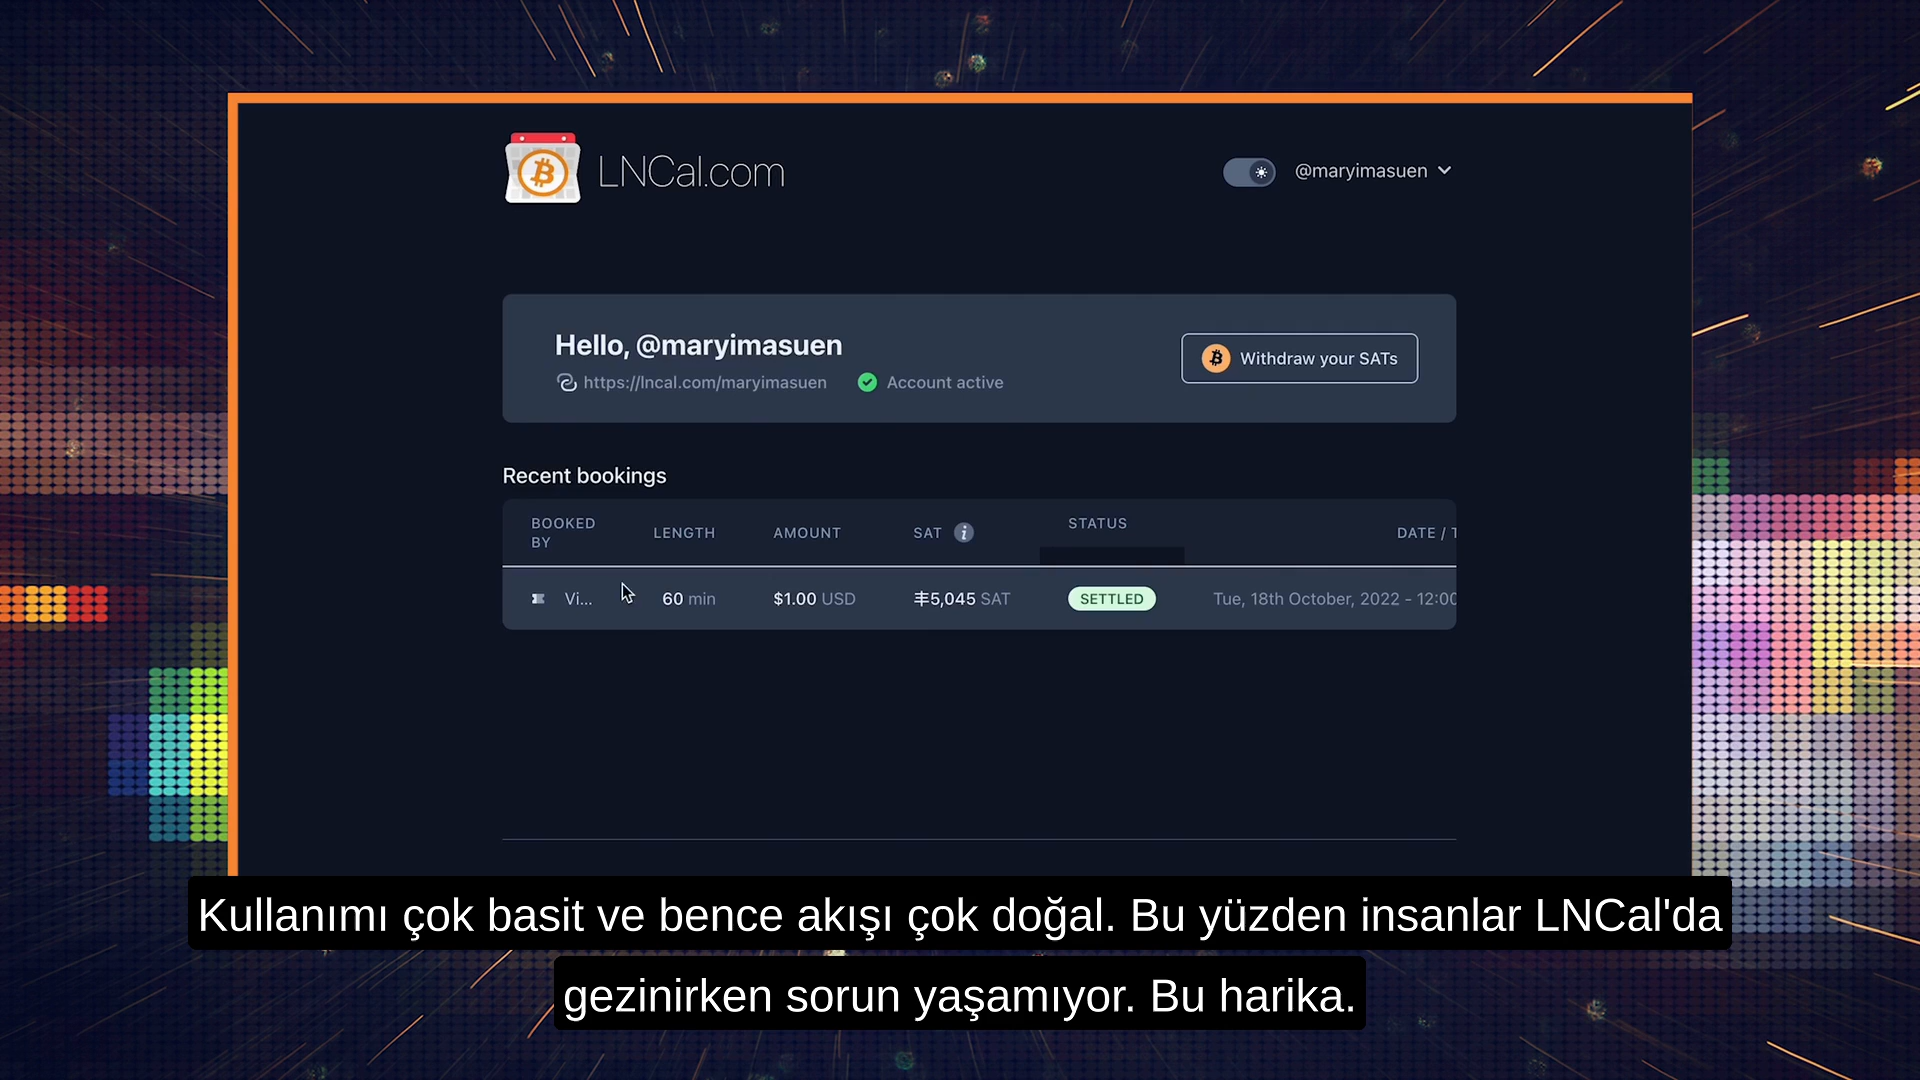 LNCal.com
@maryimasuen
Hello, @maryimasuen
https://lncal.com/maryimasuen
Account active
Withdraw your SATs
Recent bookings
BOOKED BY
LENGTH
AMOUNT
SAT
STATUS
DATE / T
Vi...
60 min
$1.00 USD
5,045 SAT
SETTLED
Tue, 18th October, 2022 - 12:00
Kullanımı çok basit ve bence akışı çok doğal. Bu yüzden insanlar LNCal'da
gezinirken sorun yaşamıyor. Bu harika.